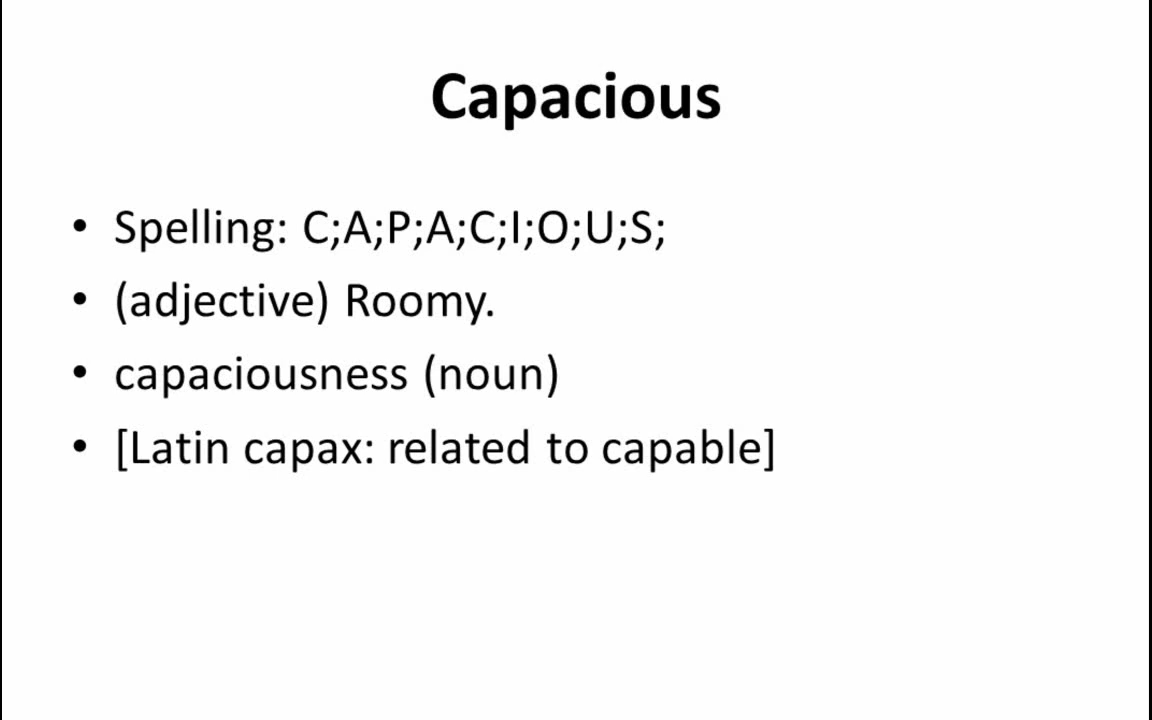 Capacious
• Spelling: C;A;P;A;C;I;O;U;S;
• (adjective) Roomy.
• capaciousness (noun)
• [Latin capax: related to capable]